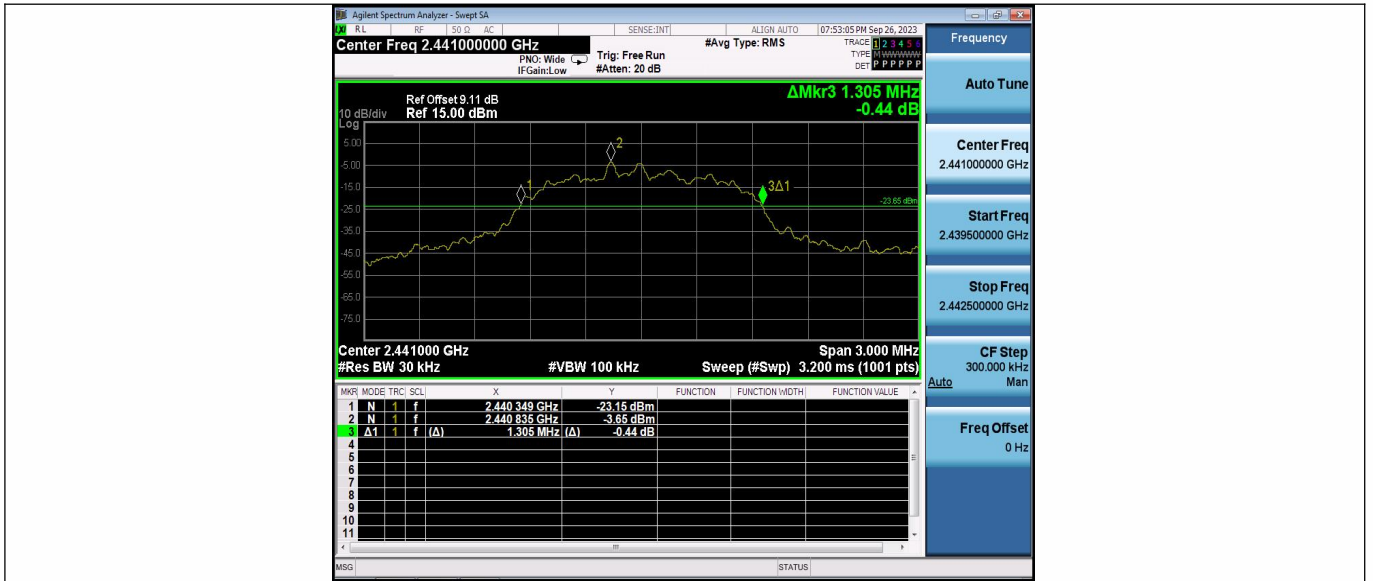 Agilent Spectrum Analyzer - Swept SA
LXI RL RF 50 Ω AC SENSE:INT ALIGN AUTO 07:53:05 PM Sep 26, 2023
Center Freq 2.441000000 GHz
PNO: Wide
IFGain:Low
Trig: Free Run
#Atten: 20 dB
#Avg Type: RMS
TRACE 1 2 3 4 5 6
TYPE M WWWWW
DET P P P P P P
ΔMkr3 1.305 MHz
-0.44 dB
Ref Offset 9.11 dB
10 dB/div Ref 15.00 dBm
Log
5.00
-5.00
-15.0
-25.0
-35.0
-45.0
-55.0
-65.0
-75.0
1
2
3Δ1
-23.65 dBm
Center 2.441000 GHz Span 3.000 MHz
#Res BW 30 kHz #VBW 100 kHz Sweep (#Swp) 3.200 ms (1001 pts)
MKR MODE TRC SCL X Y FUNCTION FUNCTION WIDTH FUNCTION VALUE
1 N 1 f 2.440 349 GHz -23.15 dBm
2 N 1 f 2.440 835 GHz -3.65 dBm
3 Δ1 1 f (Δ) 1.305 MHz (Δ) -0.44 dB
4
5
6
7
8
9
10
11
MSG STATUS
Frequency
Auto Tune
Center Freq
2.441000000 GHz
Start Freq
2.439500000 GHz
Stop Freq
2.442500000 GHz
CF Step
300.000 kHz
Auto Man
Freq Offset
0 Hz